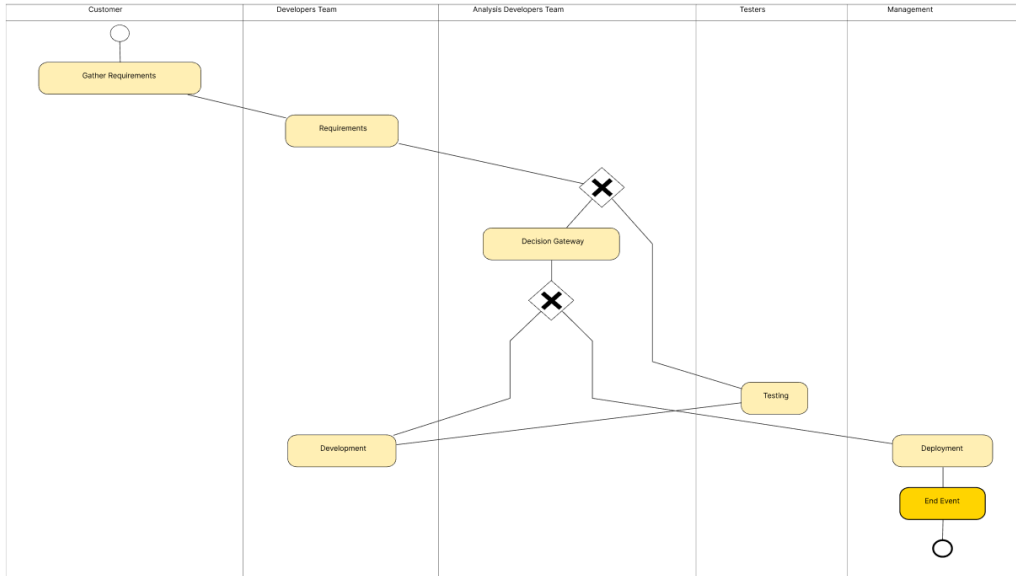 Customer
Developers Team
Analysis Developers Team
Testers
Management
Gather Requirements
Requirements
Decision Gateway
Testing
Development
Deployment
End Event